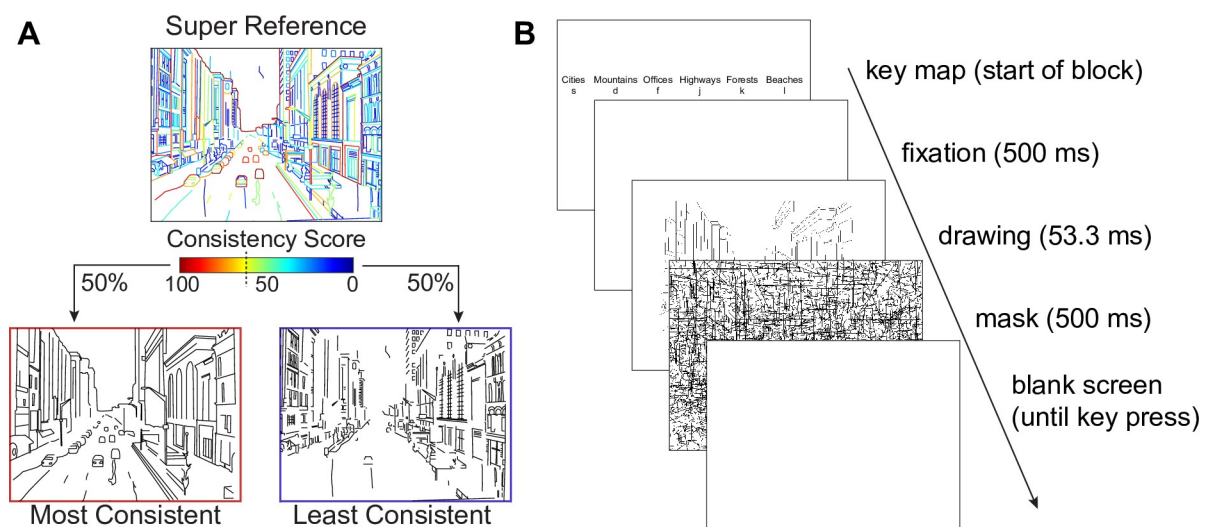 A
Super Reference
Consistency Score
50%
50%
100
50
0
Most Consistent
Least Consistent
B
Cities Mountains Offices Highways Forests Beaches
s d f j k l
key map (start of block)
fixation (500 ms)
drawing (53.3 ms)
mask (500 ms)
blank screen
(until key press)